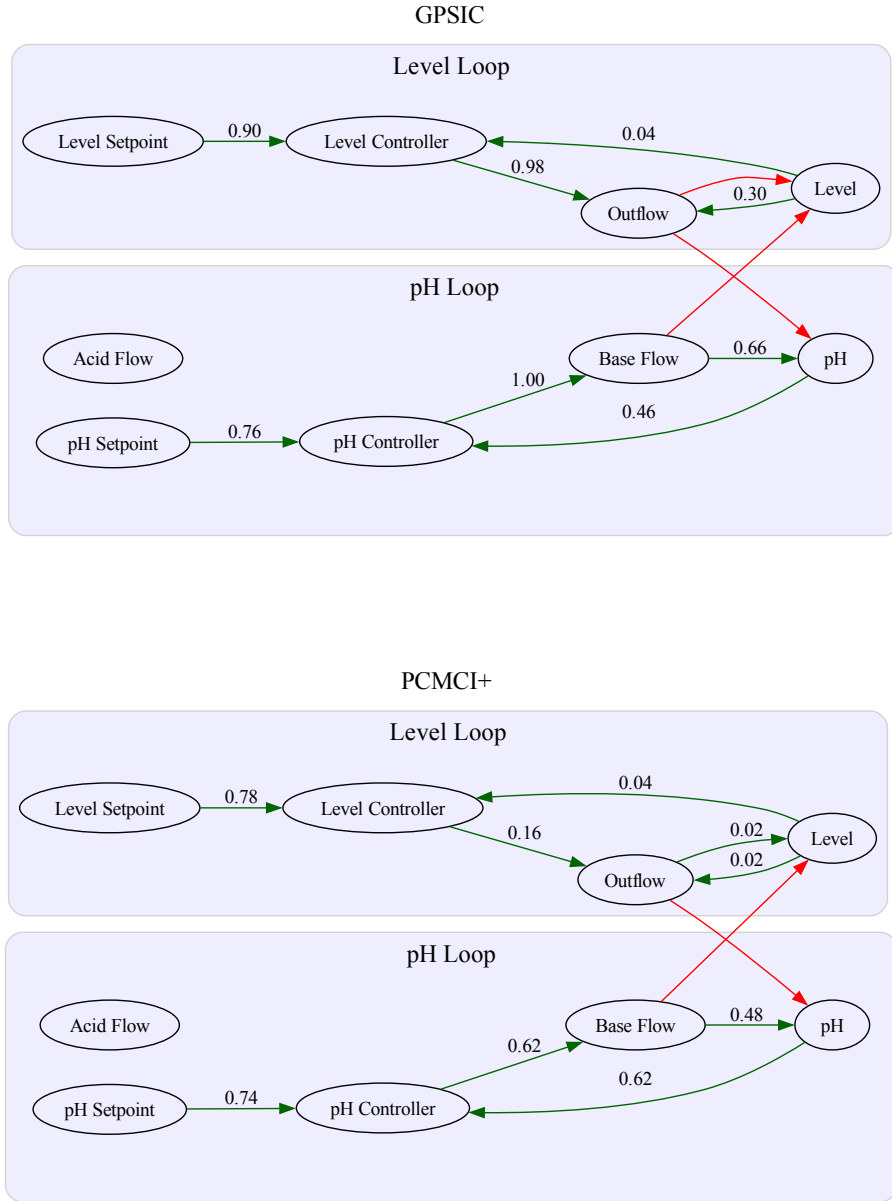 GPSIC
Level Loop
Level Setpoint
0.90
Level Controller
0.04
0.98
Level
0.30
Outflow
pH Loop
Acid Flow
Base Flow
0.66
pH
1.00
0.46
pH Setpoint
0.76
pH Controller
PCMCI+
Level Loop
Level Setpoint
0.78
Level Controller
0.04
0.16
0.02
Level
0.02
Outflow
pH Loop
Acid Flow
Base Flow
0.48
pH
0.62
0.62
pH Setpoint
0.74
pH Controller